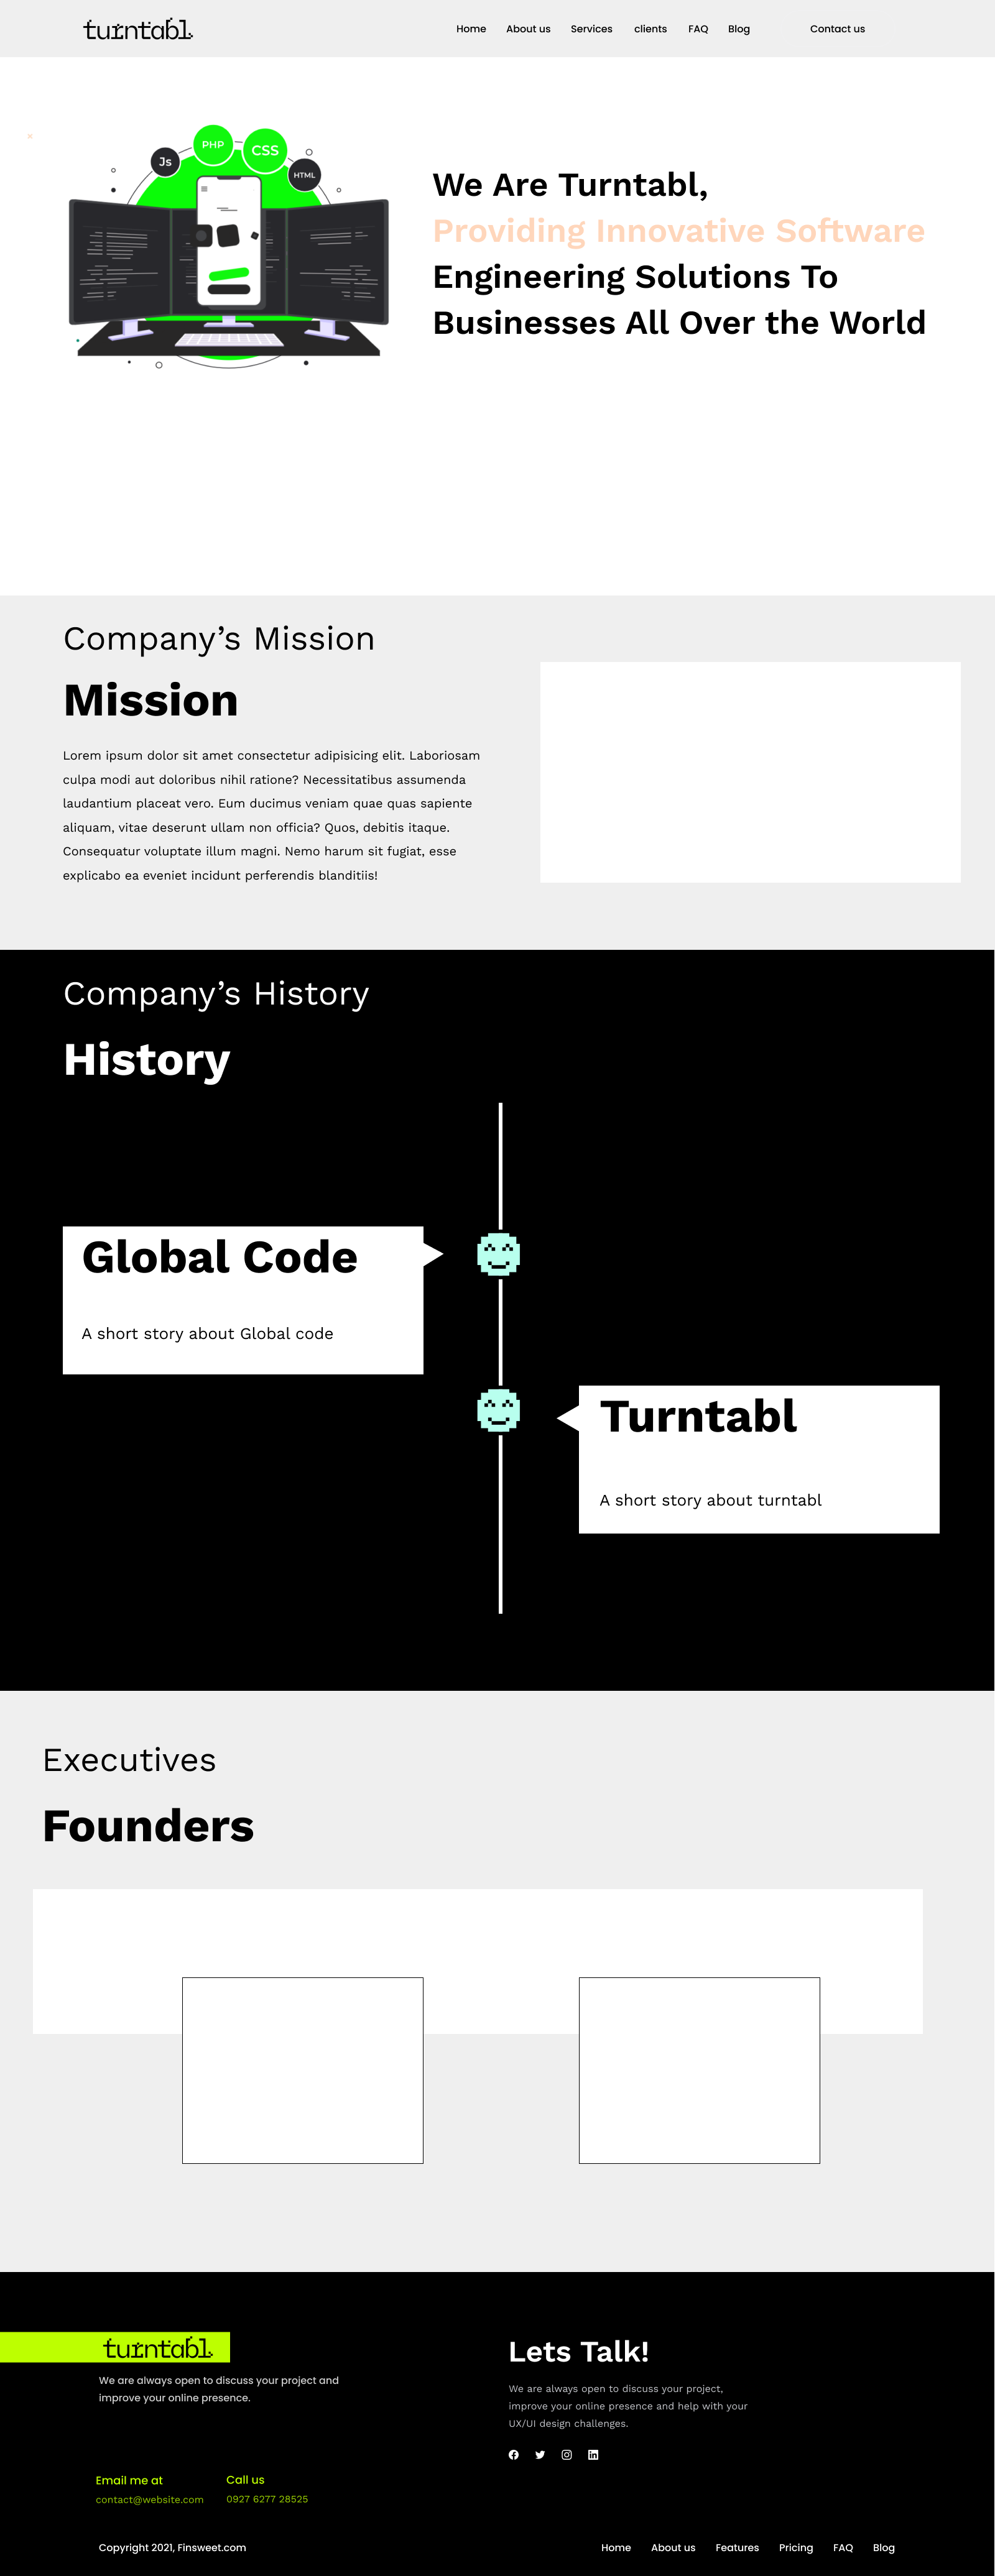 turntabl.
Home About us Services clients FAQ Blog Contact us
Js PHP CSS HTML
We Are Turntabl,
Providing Innovative Software
Engineering Solutions To
Businesses All Over the World
Company’s Mission
Mission
Lorem ipsum dolor sit amet consectetur adipisicing elit. Laboriosam
culpa modi aut doloribus nihil ratione? Necessitatibus assumenda
laudantium placeat vero. Eum ducimus veniam quae quas sapiente
aliquam, vitae deserunt ullam non officia? Quos, debitis itaque.
Consequatur voluptate illum magni. Nemo harum sit fugiat, esse
explicabo ea eveniet incidunt perferendis blanditiis!
Company’s History
History
Global Code
A short story about Global code
Turntabl
A short story about turntabl
Executives
Founders
turntabl.
We are always open to discuss your project and
improve your online presence.
Lets Talk!
We are always open to discuss your project,
improve your online presence and help with your
UX/UI design challenges.
Email me at
contact@website.com
Call us
0927 6277 28525
Copyright 2021, Finsweet.com
Home About us Features Pricing FAQ Blog